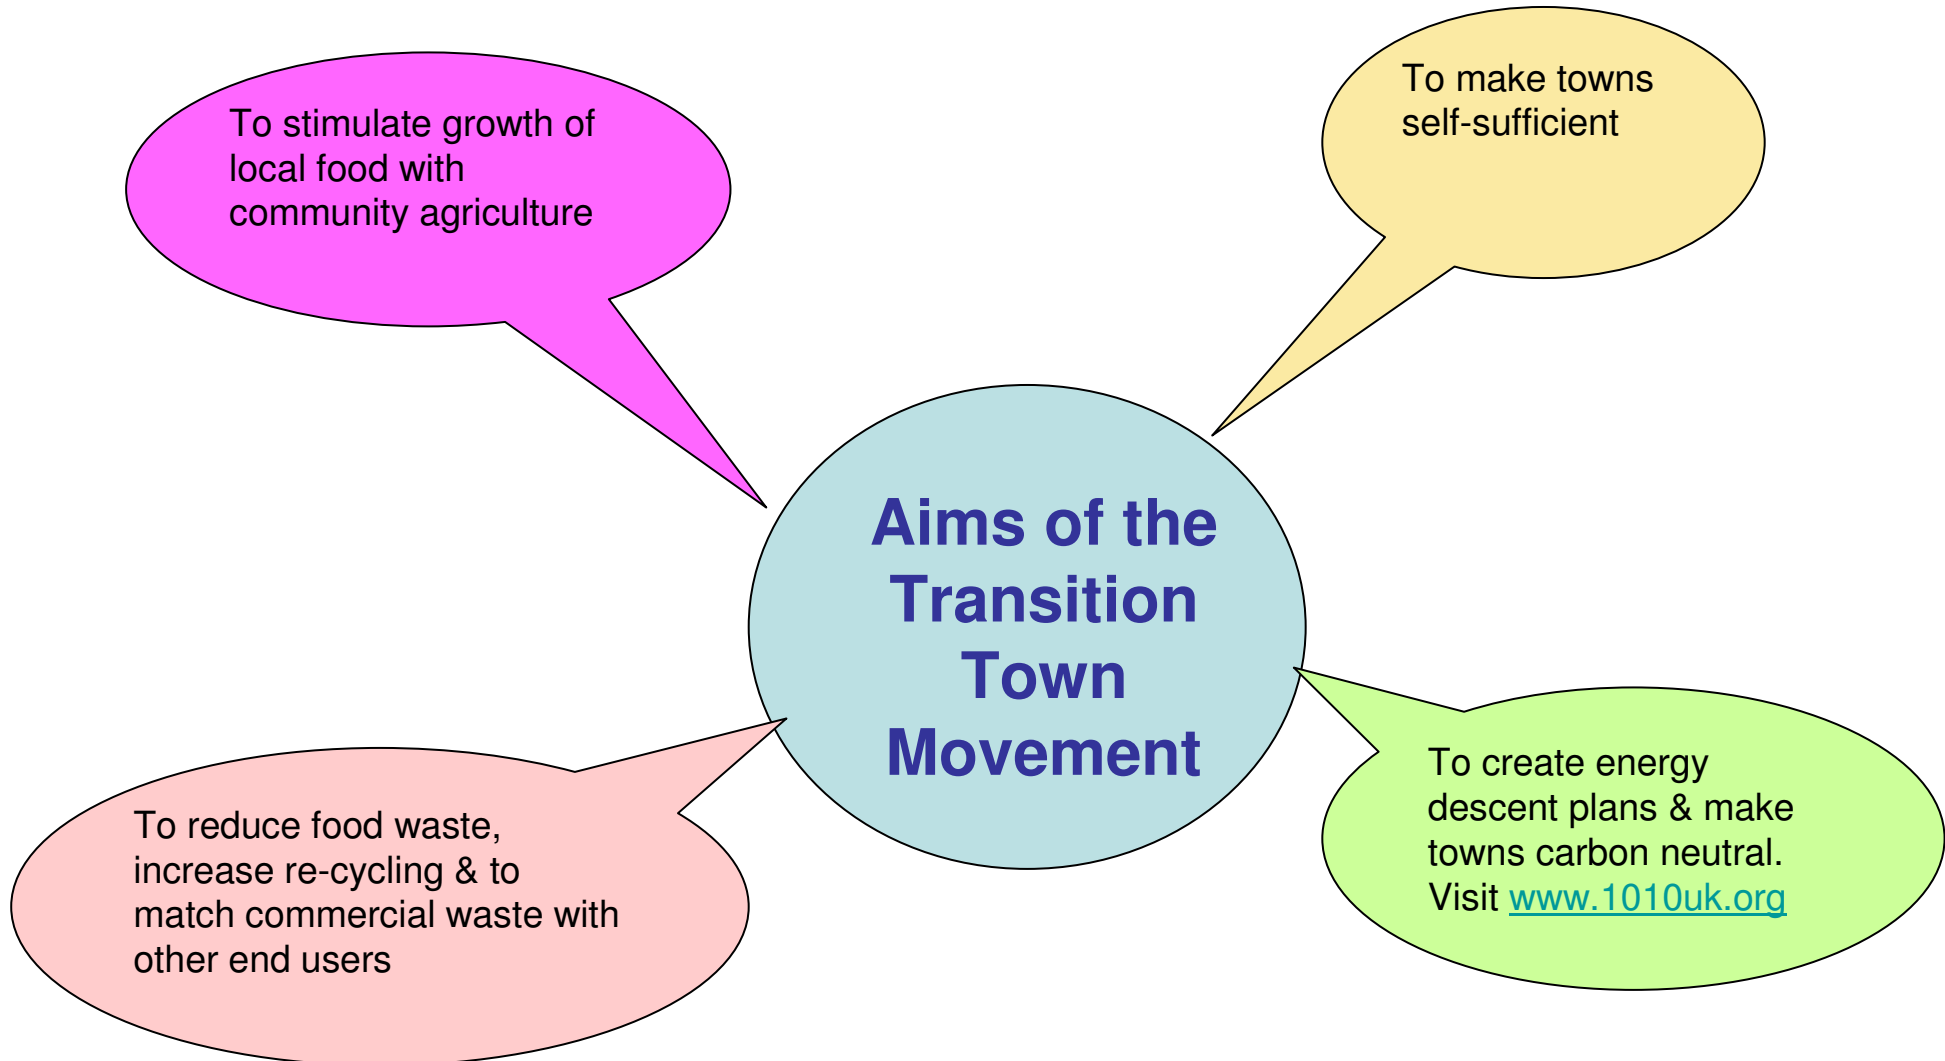 To stimulate growth of
local food with
community agriculture
To make towns
self-sufficient
Aims of the
Transition
Town
Movement
To reduce food waste,
increase re-cycling & to
match commercial waste with
other end users
To create energy
descent plans & make
towns carbon neutral.
Visit www.1010uk.org